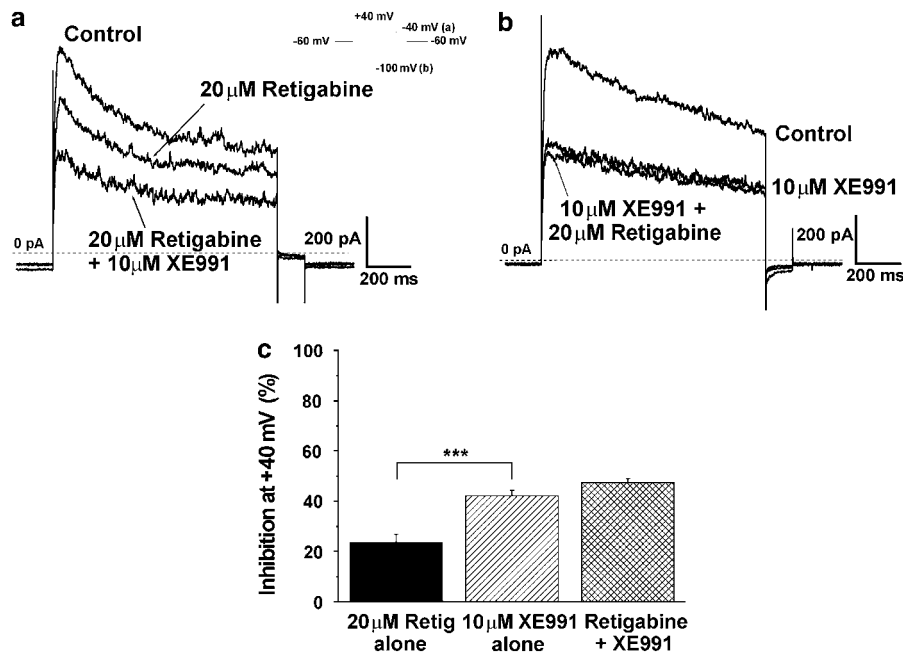 a
Control
+40 mV
-40 mV (a)
-60 mV
-60 mV
-100 mV (b)
20 µM Retigabine
0 pA
20 µM Retigabine
+ 10µM XE991
200 pA
200 ms
b
Control
10 µM XE991
10 µM XE991 +
20 µM Retigabine
0 pA
200 pA
200 ms
c
Inhibition at +40 mV (%)
100
80
60
40
20
0
***
20 µM Retig
alone
10 µM XE991
alone
Retigabine
+ XE991